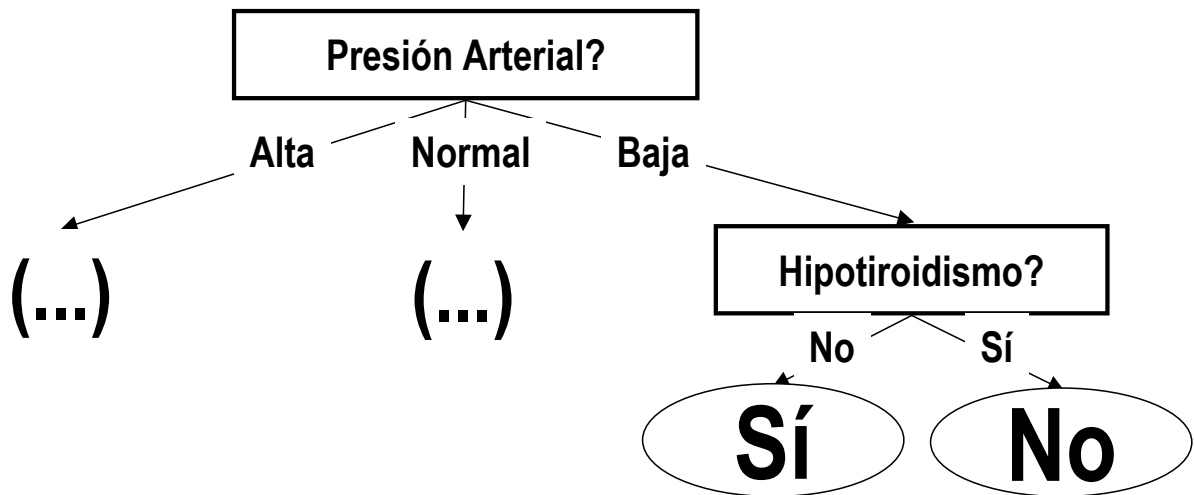 Presión Arterial?
Alta Normal Baja
(...) (...)
Hipotiroidismo?
No Sí
Sí No